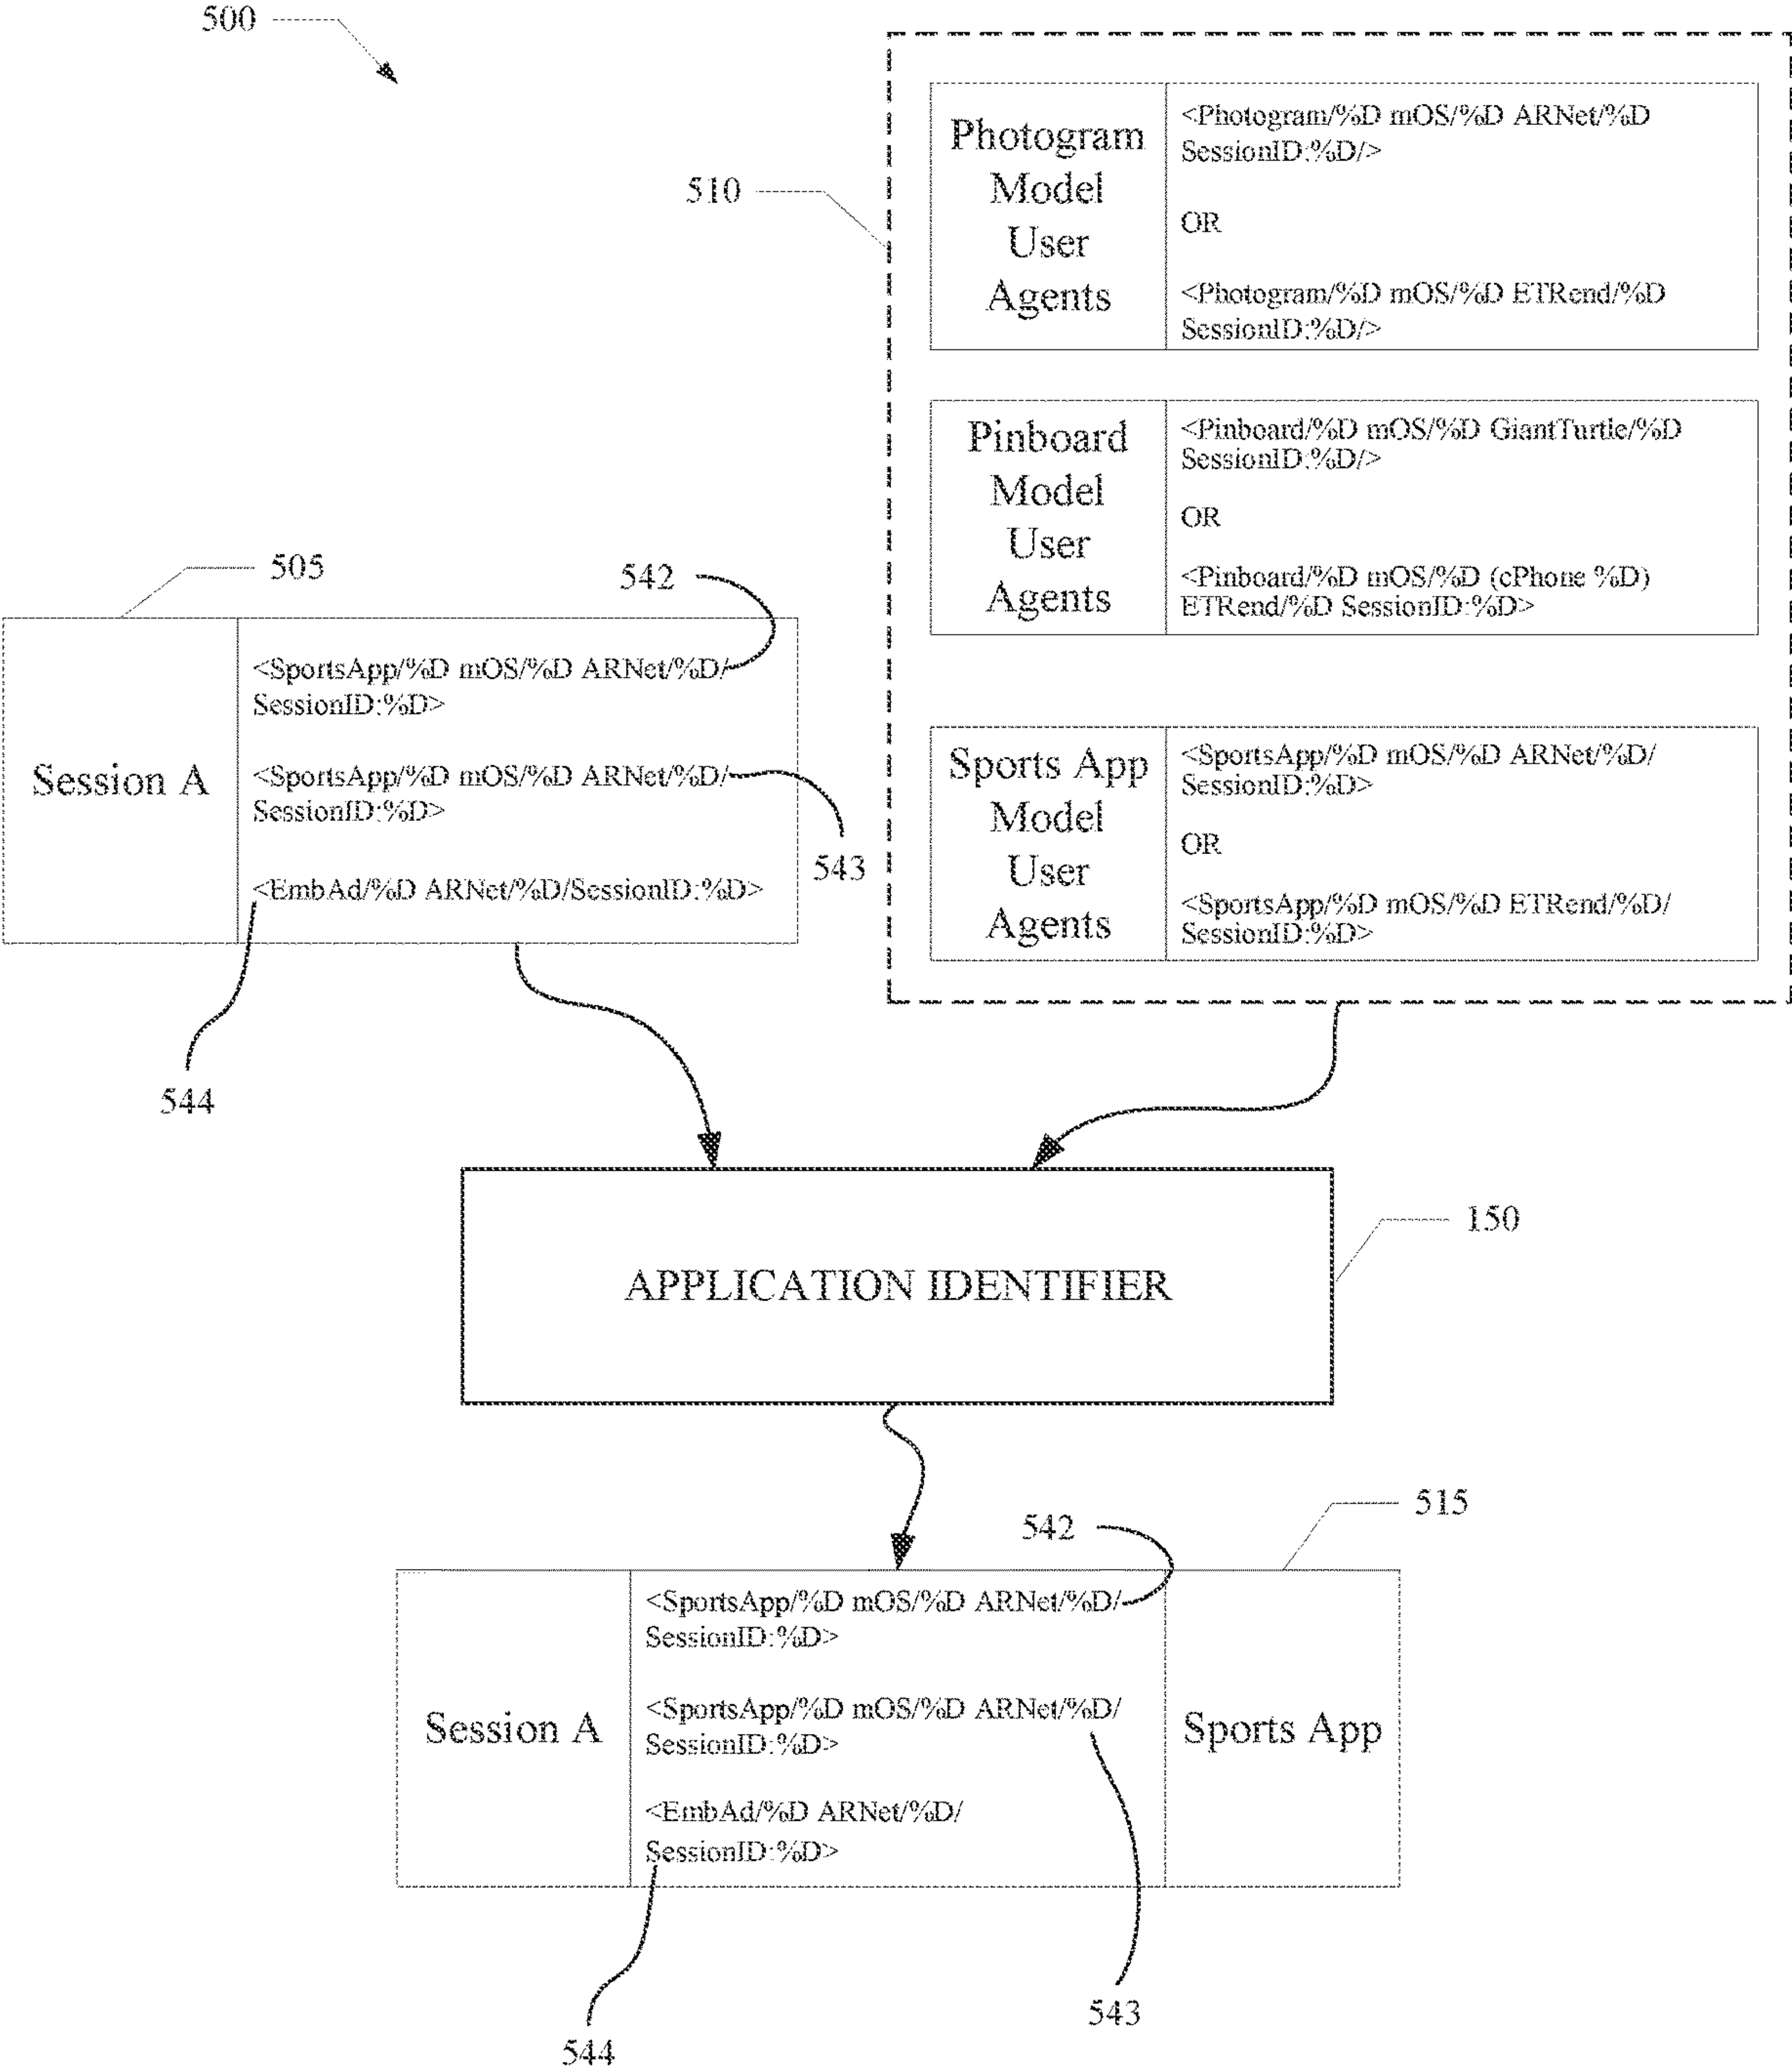 500
510
Photogram
Model
User
Agents
<Photogram/%D mOS/%D ARNet/%D
SessionID:%D/>
OR
<Photogram/%D mOS/%D ETRend/%D
SessionID:%D/>
Pinboard
Model
User
Agents
<Pinboard/%D mOS/%D GiantTurtle/%D
SessionID:%D/>
OR
<Pinboard/%D mOS/%D (cPhone %D)
ETRend/%D SessionID:%D>
Sports App
Model
User
Agents
<SportsApp/%D mOS/%D ARNet/%D/
SessionID:%D>
OR
<SportsApp/%D mOS/%D ETRend/%D/
SessionID:%D>
505
542
Session A
<SportsApp/%D mOS/%D ARNet/%D/
SessionID:%D>
<SportsApp/%D mOS/%D ARNet/%D/
SessionID:%D>
<EmbAd/%D ARNet/%D/SessionID:%D>
543
544
150
APPLICATION IDENTIFIER
515
542
Session A
<SportsApp/%D mOS/%D ARNet/%D/
SessionID:%D>
<SportsApp/%D mOS/%D ARNet/%D/
SessionID:%D>
<EmbAd/%D ARNet/%D/
SessionID:%D>
Sports App
543
544